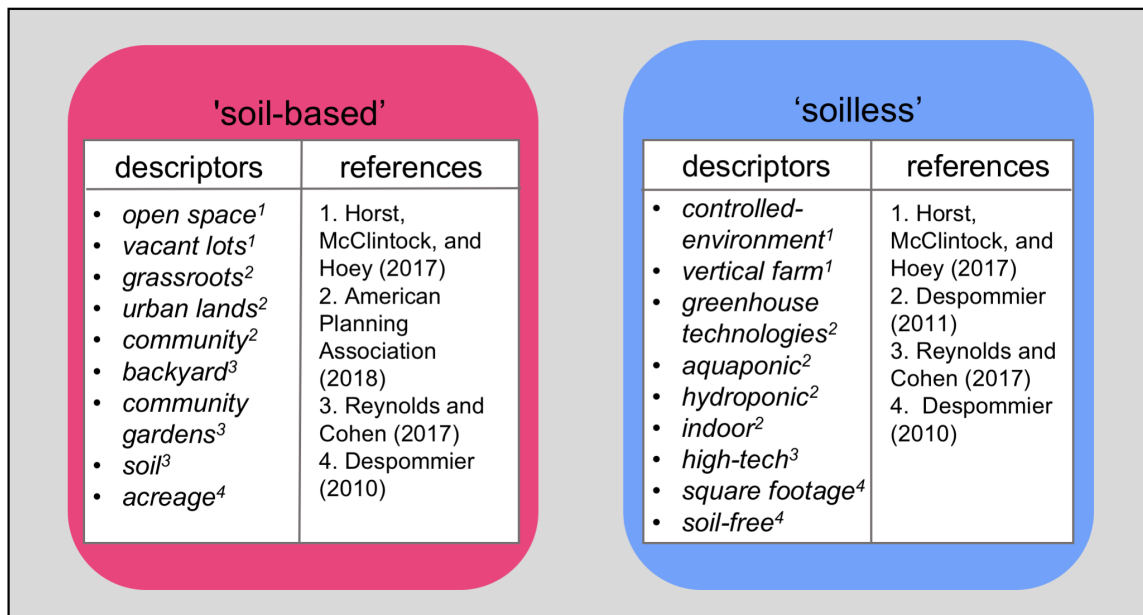 'soil-based’
descriptors
references
• open space¹
• vacant lots¹
• grassroots²
• urban lands²
• community²
• backyard³
• community
gardens³
• soil³
• acreage⁴
1. Horst,
McClintock, and
Hoey (2017)
2. American
Planning
Association
(2018)
3. Reynolds and
Cohen (2017)
4. Despommier
(2010)
‘soilless’
descriptors
references
• controlled-
environment¹
• vertical farm¹
• greenhouse
technologies²
• aquaponic²
• hydroponic²
• indoor²
• high-tech³
• square footage⁴
• soil-free⁴
1. Horst,
McClintock, and
Hoey (2017)
2. Despommier
(2011)
3. Reynolds and
Cohen (2017)
4. Despommier
(2010)